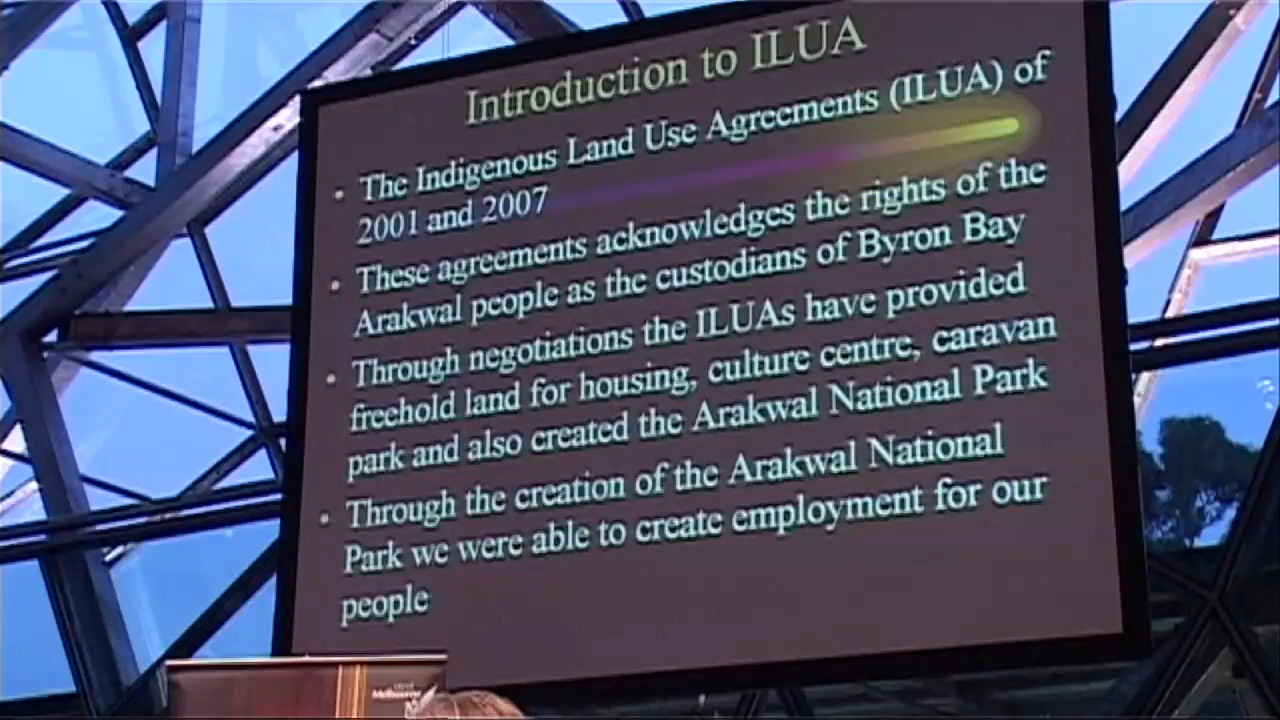 Introduction to ILUA
• The Indigenous Land Use Agreements (ILUA) of
2001 and 2007
• These agreements acknowledges the rights of the
Arakwal people as the custodians of Byron Bay
• Through negotiations the ILUAs have provided
freehold land for housing, culture centre, caravan
park and also created the Arakwal National Park
• Through the creation of the Arakwal National
Park we were able to create employment for our
people
Melbourne